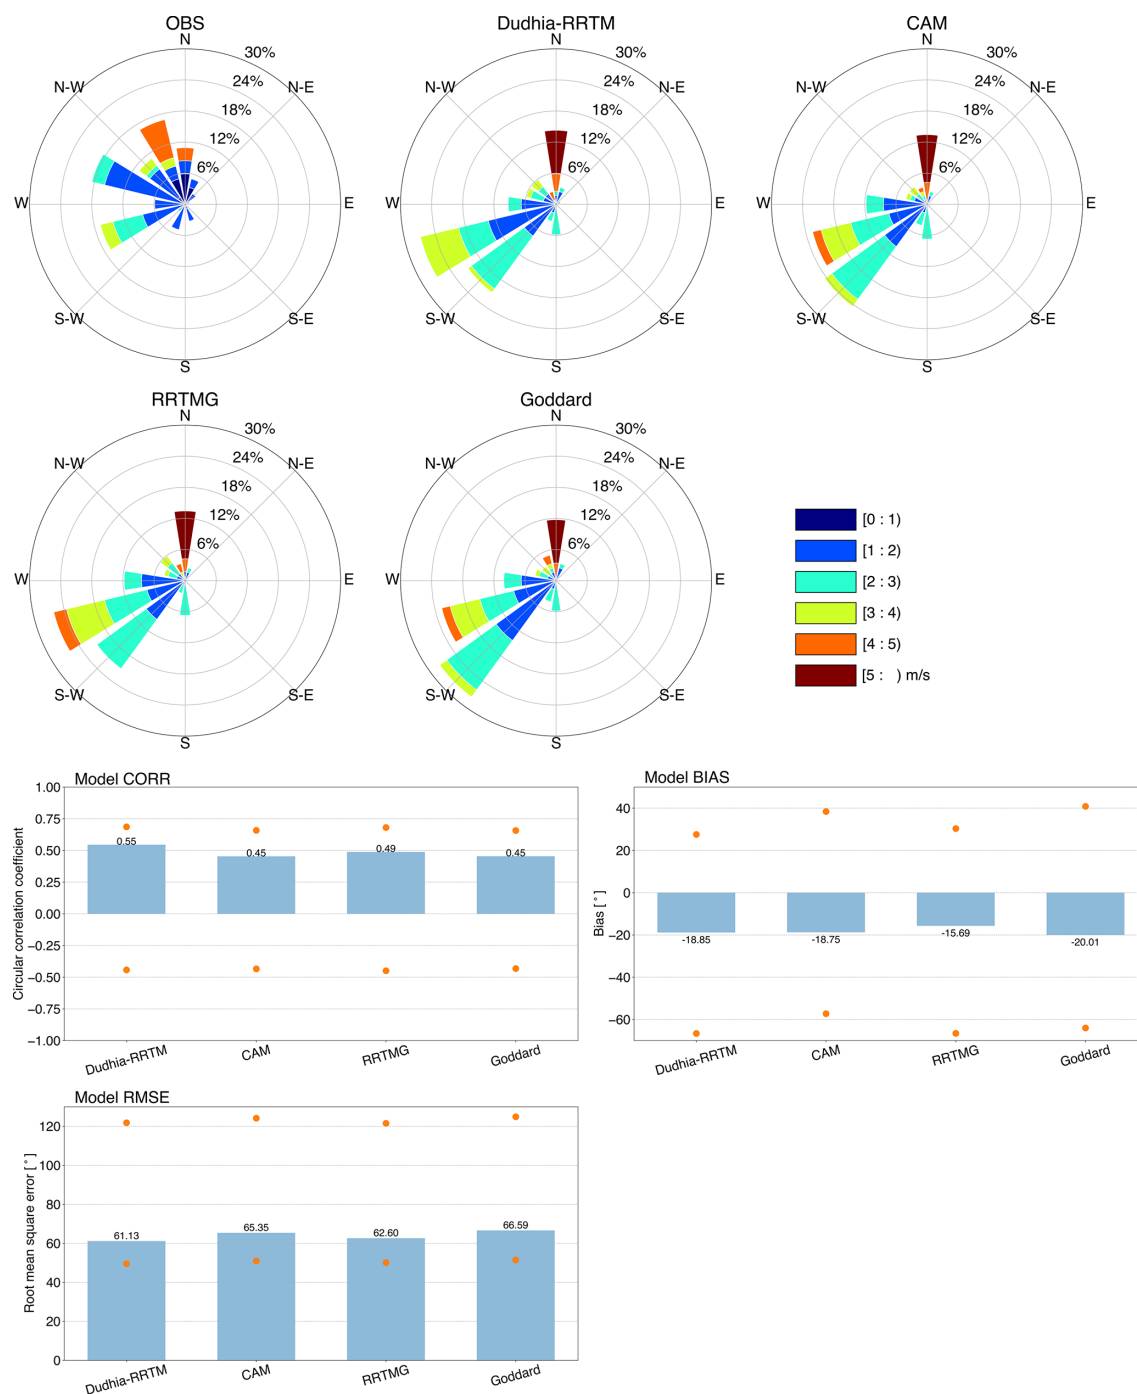 OBS
N
30%
24%
18%
12%
6%
N-W
N-E
W
E
S-W
S-E
S
Dudhia-RRTM
N
30%
24%
18%
12%
6%
N-W
N-E
W
E
S-W
S-E
S
CAM
N
30%
24%
18%
12%
6%
N-W
N-E
W
E
S-W
S-E
S
RRTMG
N
30%
24%
18%
12%
6%
N-W
N-E
W
E
S-W
S-E
S
Goddard
N
30%
24%
18%
12%
6%
N-W
N-E
W
E
S-W
S-E
S
[0 : 1)
[1 : 2)
[2 : 3)
[3 : 4)
[4 : 5)
[5 : ) m/s
Model CORR
Circular correlation coefficient
1.00
0.75
0.50
0.25
0.00
−0.25
−0.50
−0.75
−1.00
0.55
0.45
0.49
0.45
Dudhia-RRTM
CAM
RRTMG
Goddard
Model BIAS
Bias [ ° ]
40
20
0
−20
−40
−60
-18.85
-18.75
-15.69
-20.01
Dudhia-RRTM
CAM
RRTMG
Goddard
Model RMSE
Root mean square error [ ° ]
120
100
80
60
40
20
0
61.13
65.35
62.60
66.59
Dudhia-RRTM
CAM
RRTMG
Goddard